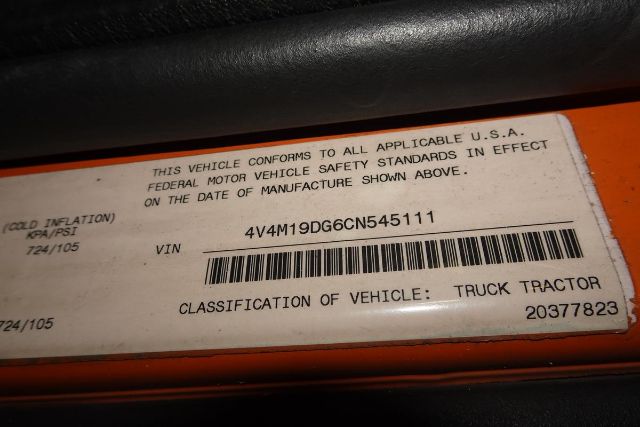 THIS VEHICLE CONFORMS TO ALL APPLICABLE U.S.A.
FEDERAL MOTOR VEHICLE SAFETY STANDARDS IN EFFECT
ON THE DATE OF MANUFACTURE SHOWN ABOVE.
(COLD INFLATION)
KPA/PSI
724/105
VIN 4V4M19DG6CN545111
CLASSIFICATION OF VEHICLE: TRUCK TRACTOR
724/105
20377823